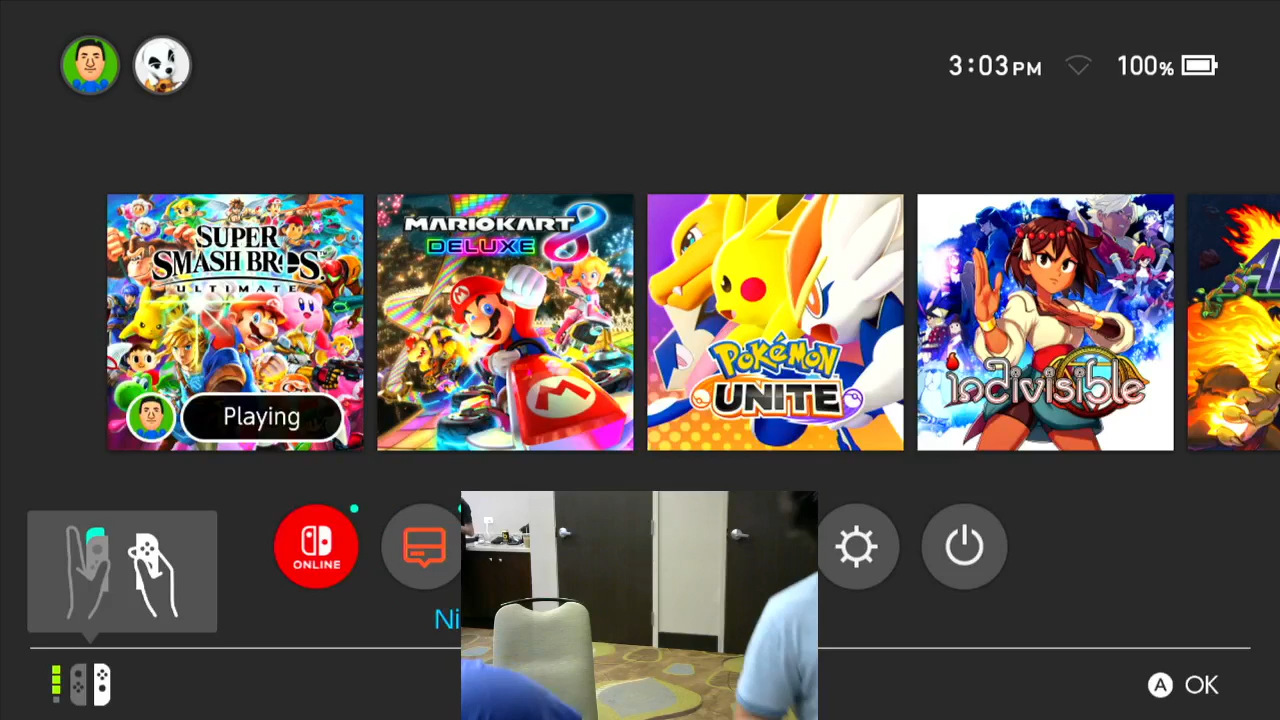 3:03PM 100%
SUPER
SMASH BROS.
ULTIMATE
Playing
MARIOKART 8
DELUXE
POKéMON
UNITE
indivisible
ONLINE
Ni
A OK